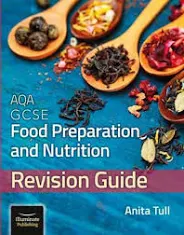 AQA
GCSE
Food Preparation
and Nutrition
Revision Guide
Anita Tull
Illuminate
Publishing